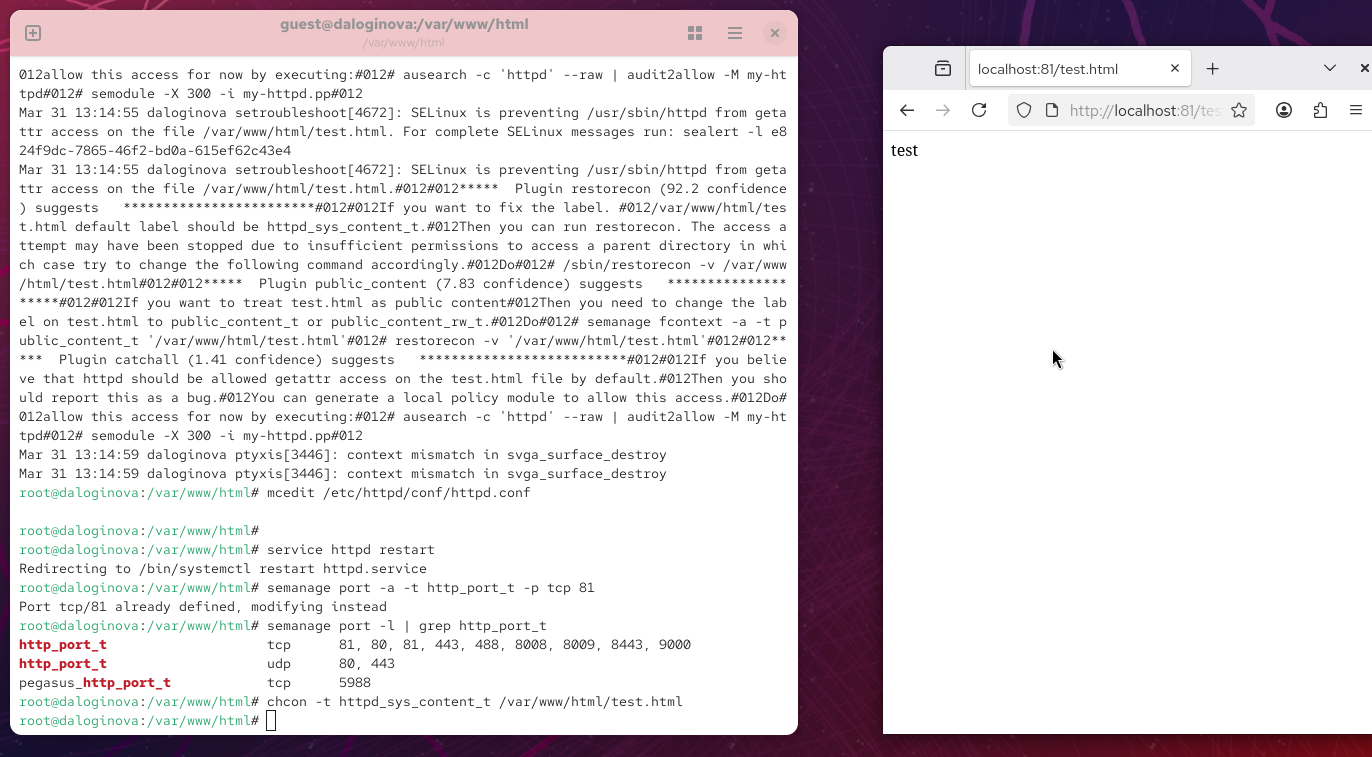 guest@daloginova:/var/www/html
/var/www/html
012allow this access for now by executing:#012# ausearch -c 'httpd' --raw | audit2allow -M my-ht
tpd#012# semodule -X 300 -i my-httpd.pp#012
Mar 31 13:14:55 daloginova setroubleshoot[4672]: SELinux is preventing /usr/sbin/httpd from geta
ttr access on the file /var/www/html/test.html. For complete SELinux messages run: sealert -l e8
24f9dc-7865-46f2-bd0a-615ef62c43e4
Mar 31 13:14:55 daloginova setroubleshoot[4672]: SELinux is preventing /usr/sbin/httpd from geta
ttr access on the file /var/www/html/test.html.#012#012*****  Plugin restorecon (92.2 confidence
) suggests   ************************#012#012If you want to fix the label. #012/var/www/html/tes
t.html default label should be httpd_sys_content_t.#012Then you can run restorecon. The access a
ttempt may have been stopped due to insufficient permissions to access a parent directory in whi
ch case try to change the following command accordingly.#012Do#012# /sbin/restorecon -v /var/www
/html/test.html#012#012*****  Plugin public_content (7.83 confidence) suggests   ***************
*****#012#012If you want to treat test.html as public content#012Then you need to change the lab
el on test.html to public_content_t or public_content_rw_t.#012Do#012# semanage fcontext -a -t p
ublic_content_t '/var/www/html/test.html'#012# restorecon -v '/var/www/html/test.html'#012#012**
***  Plugin catchall (1.41 confidence) suggests   **************************#012#012If you belie
ve that httpd should be allowed getattr access on the test.html file by default.#012Then you sho
uld report this as a bug.#012You can generate a local policy module to allow this access.#012Do#
012allow this access for now by executing:#012# ausearch -c 'httpd' --raw | audit2allow -M my-ht
tpd#012# semodule -X 300 -i my-httpd.pp#012
Mar 31 13:14:59 daloginova ptyxis[3446]: context mismatch in svga_surface_destroy
Mar 31 13:14:59 daloginova ptyxis[3446]: context mismatch in svga_surface_destroy
root@daloginova:/var/www/html# mcedit /etc/httpd/conf/httpd.conf
root@daloginova:/var/www/html#
root@daloginova:/var/www/html# service httpd restart
Redirecting to /bin/systemctl restart httpd.service
root@daloginova:/var/www/html# semanage port -a -t http_port_t -p tcp 81
Port tcp/81 already defined, modifying instead
root@daloginova:/var/www/html# semanage port -l | grep http_port_t
http_port_t                    tcp      81, 80, 81, 443, 488, 8008, 8009, 8443, 9000
http_port_t                    udp      80, 443
pegasus_http_port_t            tcp      5988
root@daloginova:/var/www/html# chcon -t httpd_sys_content_t /var/www/html/test.html
root@daloginova:/var/www/html#
localhost:81/test.html
http://localhost:81/tes
test